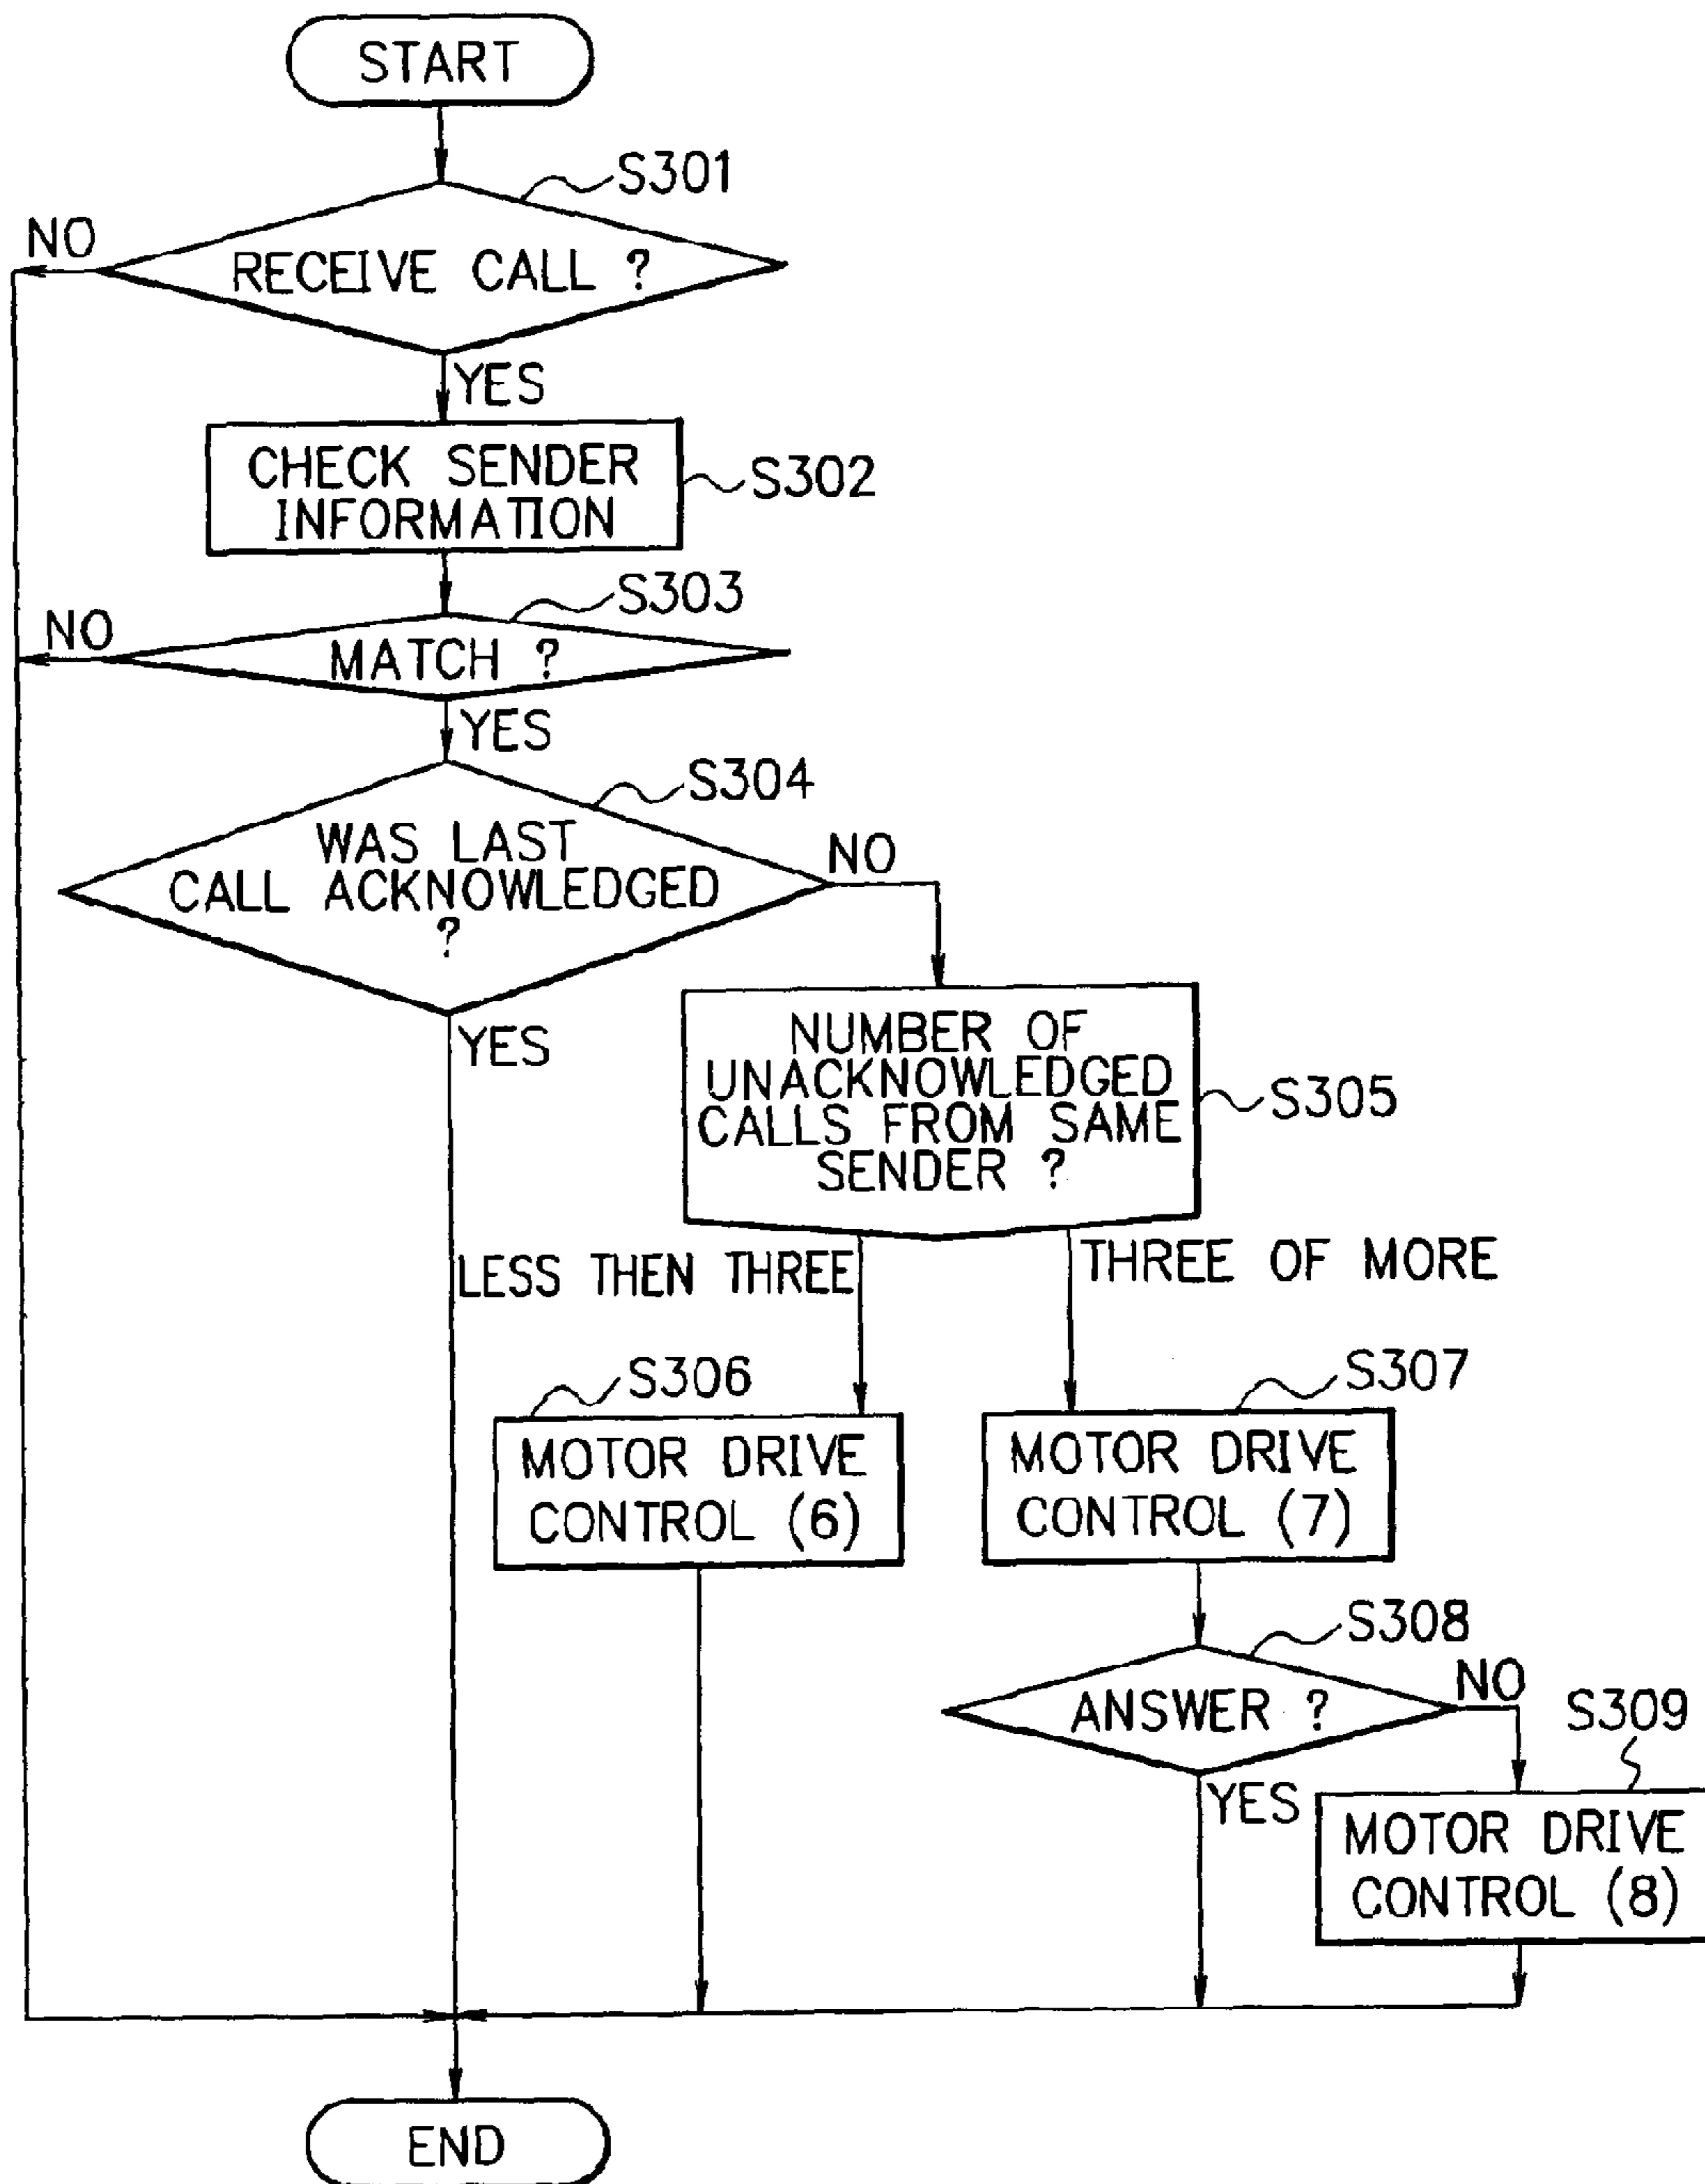 START
S301
NO
RECEIVE CALL ?
YES
CHECK SENDER
INFORMATION
S302
S303
NO
MATCH ?
YES
S304
WAS LAST
CALL ACKNOWLEDGED
?
NO
YES
NUMBER OF
UNACKNOWLEDGED
CALLS FROM SAME
SENDER ?
S305
LESS THEN THREE
THREE OF MORE
S306
S307
MOTOR DRIVE
CONTROL (6)
MOTOR DRIVE
CONTROL (7)
S308
ANSWER ?
NO
S309
YES
MOTOR DRIVE
CONTROL (8)
END